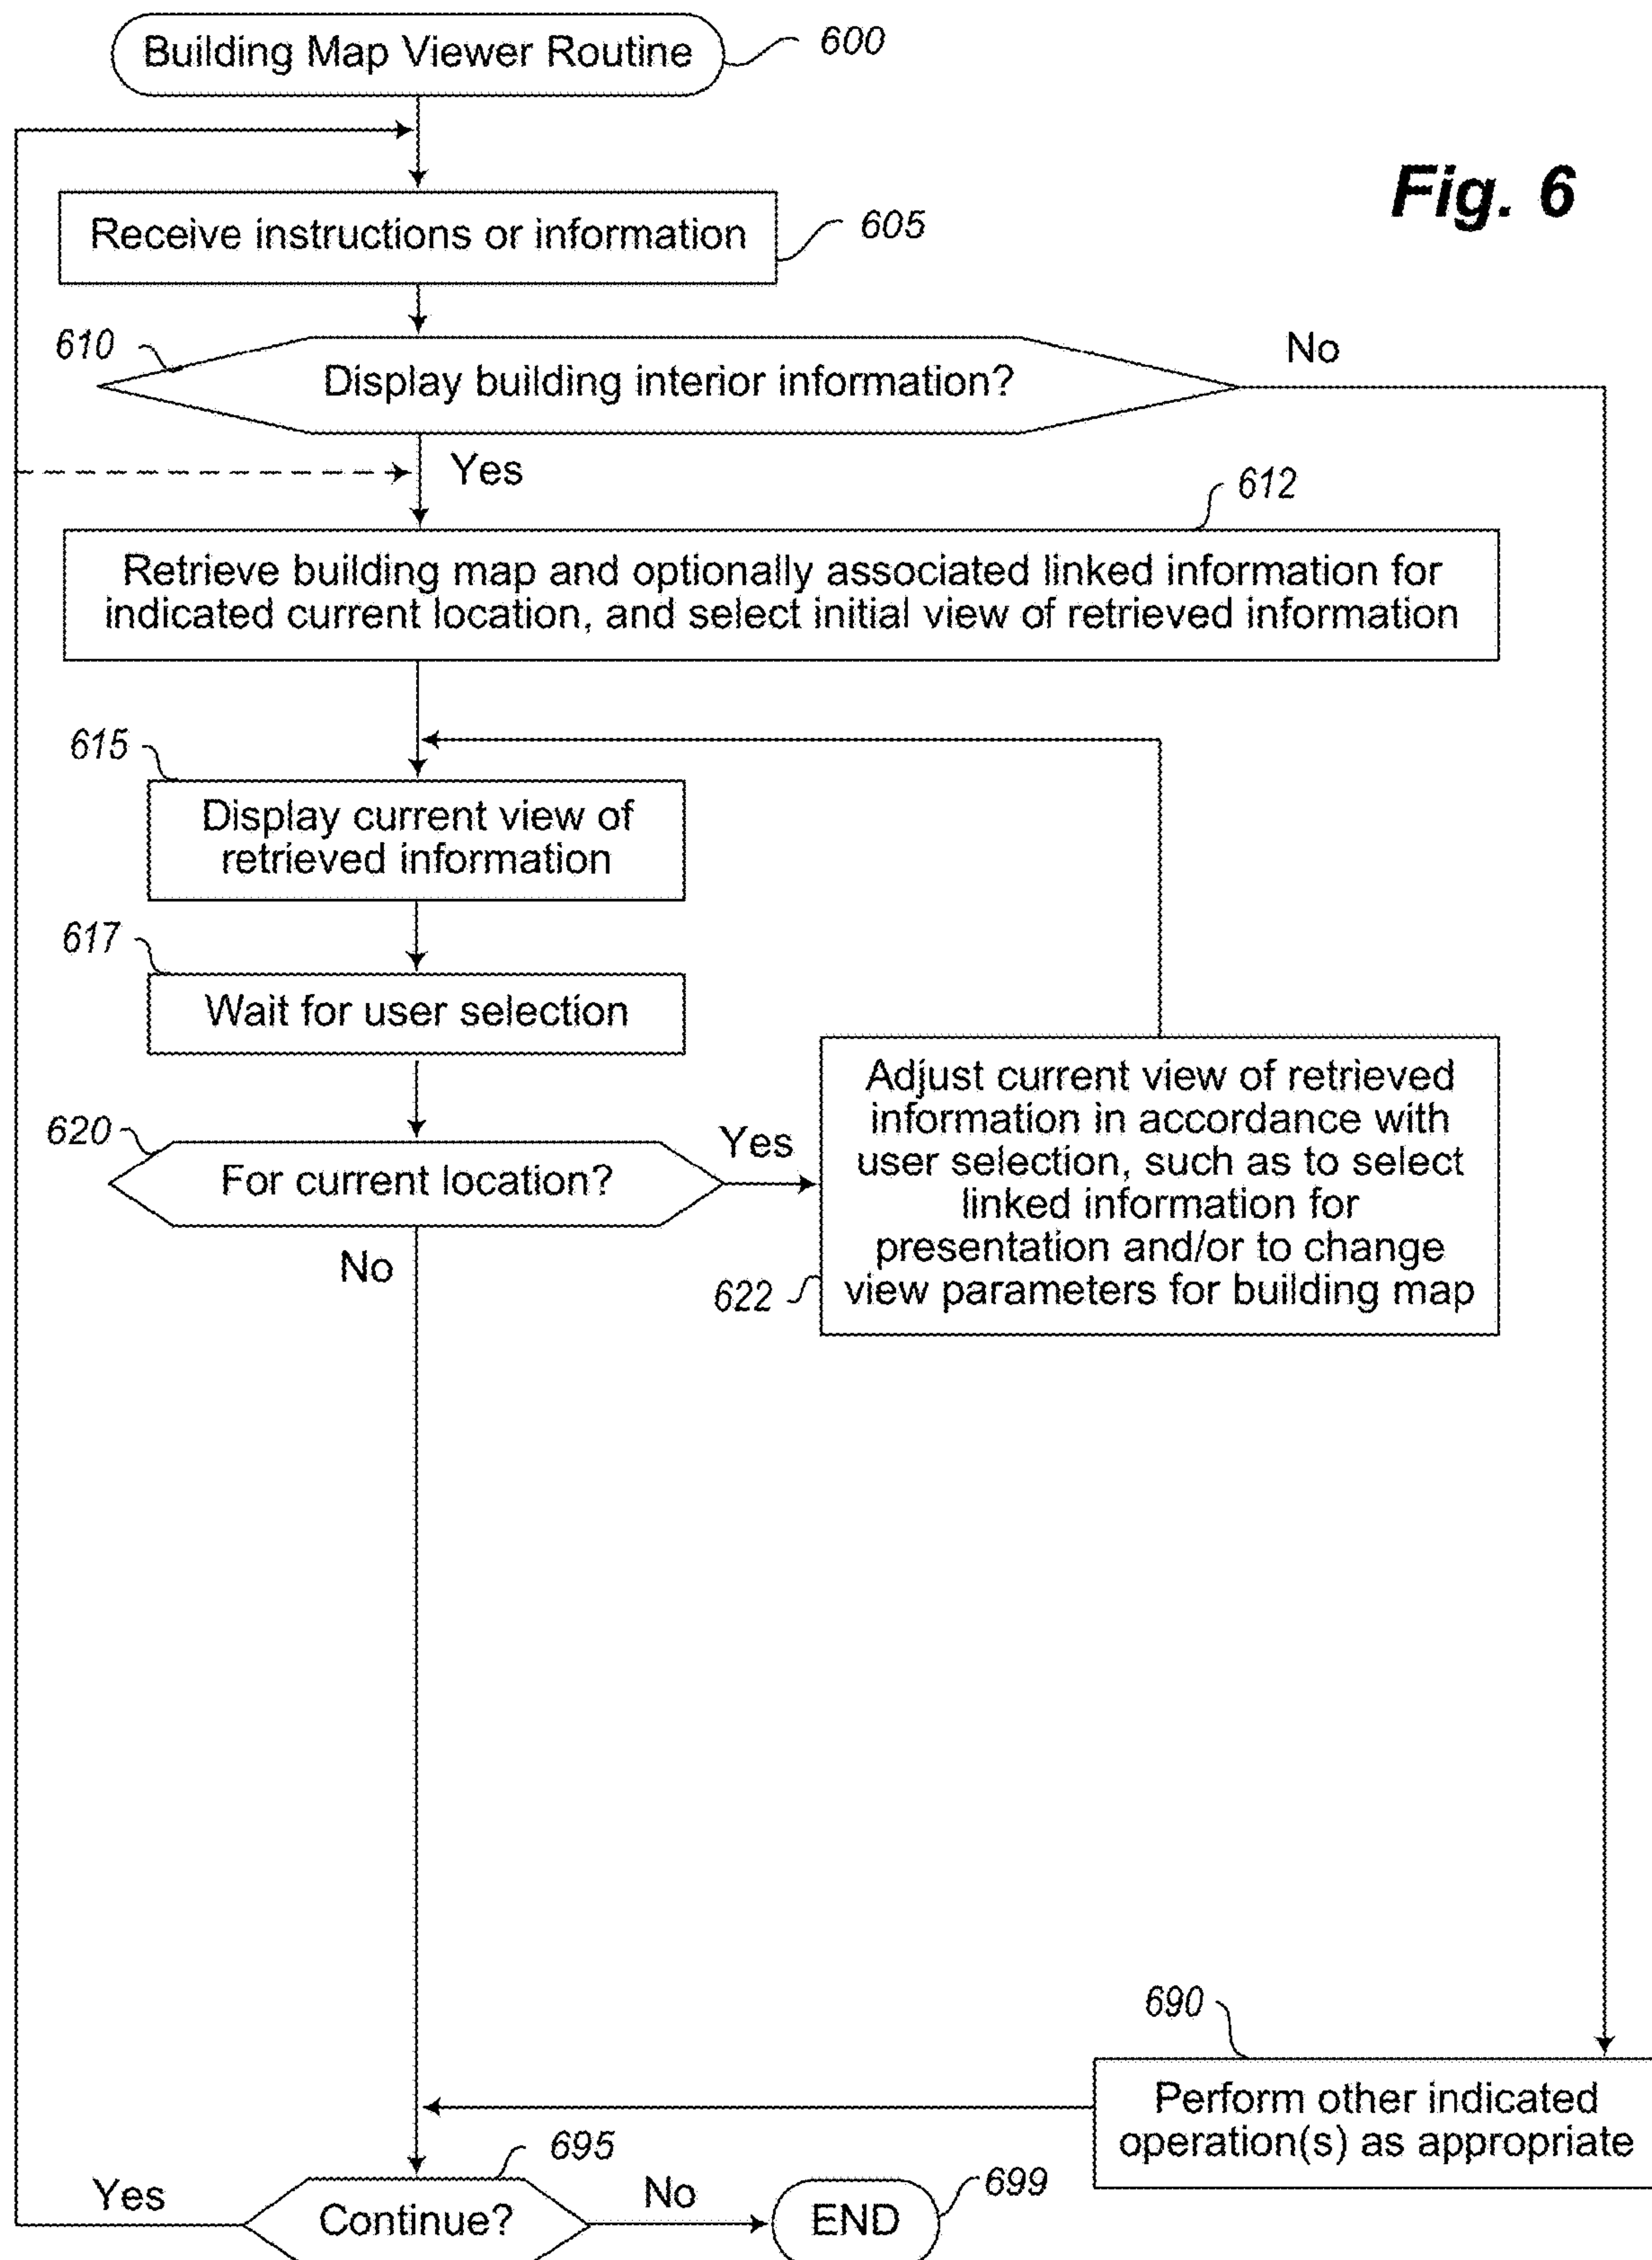 Building Map Viewer Routine
600
Fig. 6
Receive instructions or information
605
610
Display building interior information?
No
Yes
612
Retrieve building map and optionally associated linked information for
indicated current location, and select initial view of retrieved information
615
Display current view of
retrieved information
617
Wait for user selection
620
For current location?
Yes
No
Adjust current view of retrieved
information in accordance with
user selection, such as to select
linked information for
presentation and/or to change
view parameters for building map
622
690
Perform other indicated
operation(s) as appropriate
695
Yes
Continue?
No
END
699